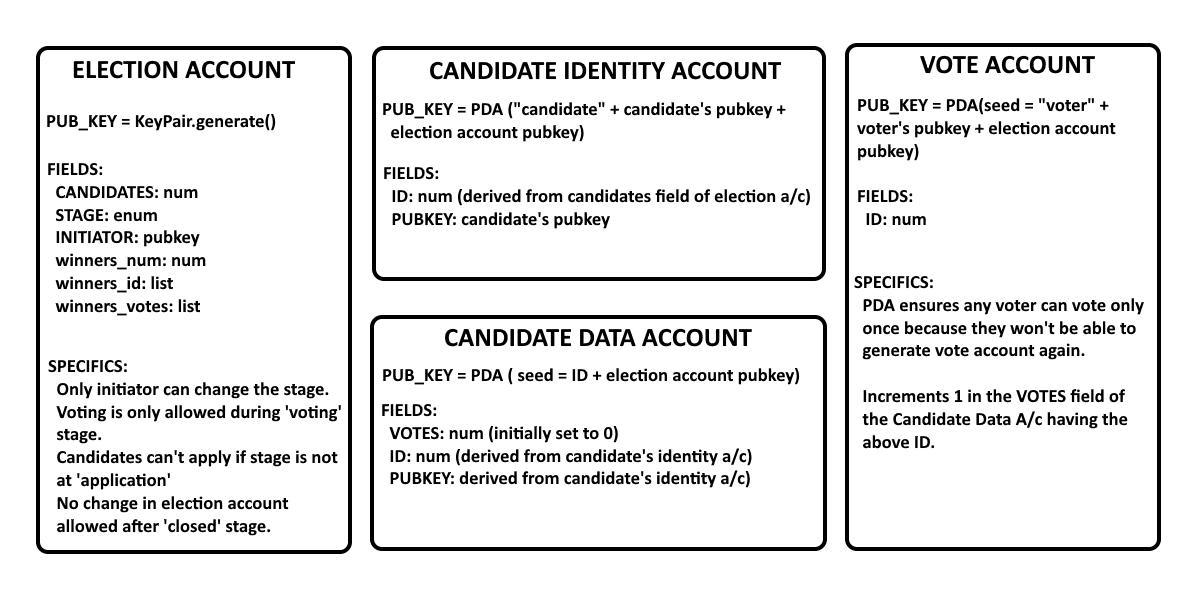 ELECTION ACCOUNT
PUB_KEY = KeyPair.generate()
FIELDS:
CANDIDATES: num
STAGE: enum
INITIATOR: pubkey
winners_num: num
winners_id: list
winners_votes: list
SPECIFICS:
Only initiator can change the stage.
Voting is only allowed during 'voting'
stage.
Candidates can't apply if stage is not
at 'application'
No change in election account
allowed after 'closed' stage.
CANDIDATE IDENTITY ACCOUNT
PUB_KEY = PDA ("candidate" + candidate's pubkey +
election account pubkey)
FIELDS:
ID: num (derived from candidates field of election a/c)
PUBKEY: candidate's pubkey
CANDIDATE DATA ACCOUNT
PUB_KEY = PDA ( seed = ID + election account pubkey)
FIELDS:
VOTES: num (initially set to 0)
ID: num (derived from candidate's identity a/c)
PUBKEY: derived from candidate's identity a/c)
VOTE ACCOUNT
PUB_KEY = PDA(seed = "voter" +
voter's pubkey + election account
pubkey)
FIELDS:
ID: num
SPECIFICS:
PDA ensures any voter can vote only
once because they won't be able to
generate vote account again.
Increments 1 in the VOTES field of
the Candidate Data A/c having the
above ID.